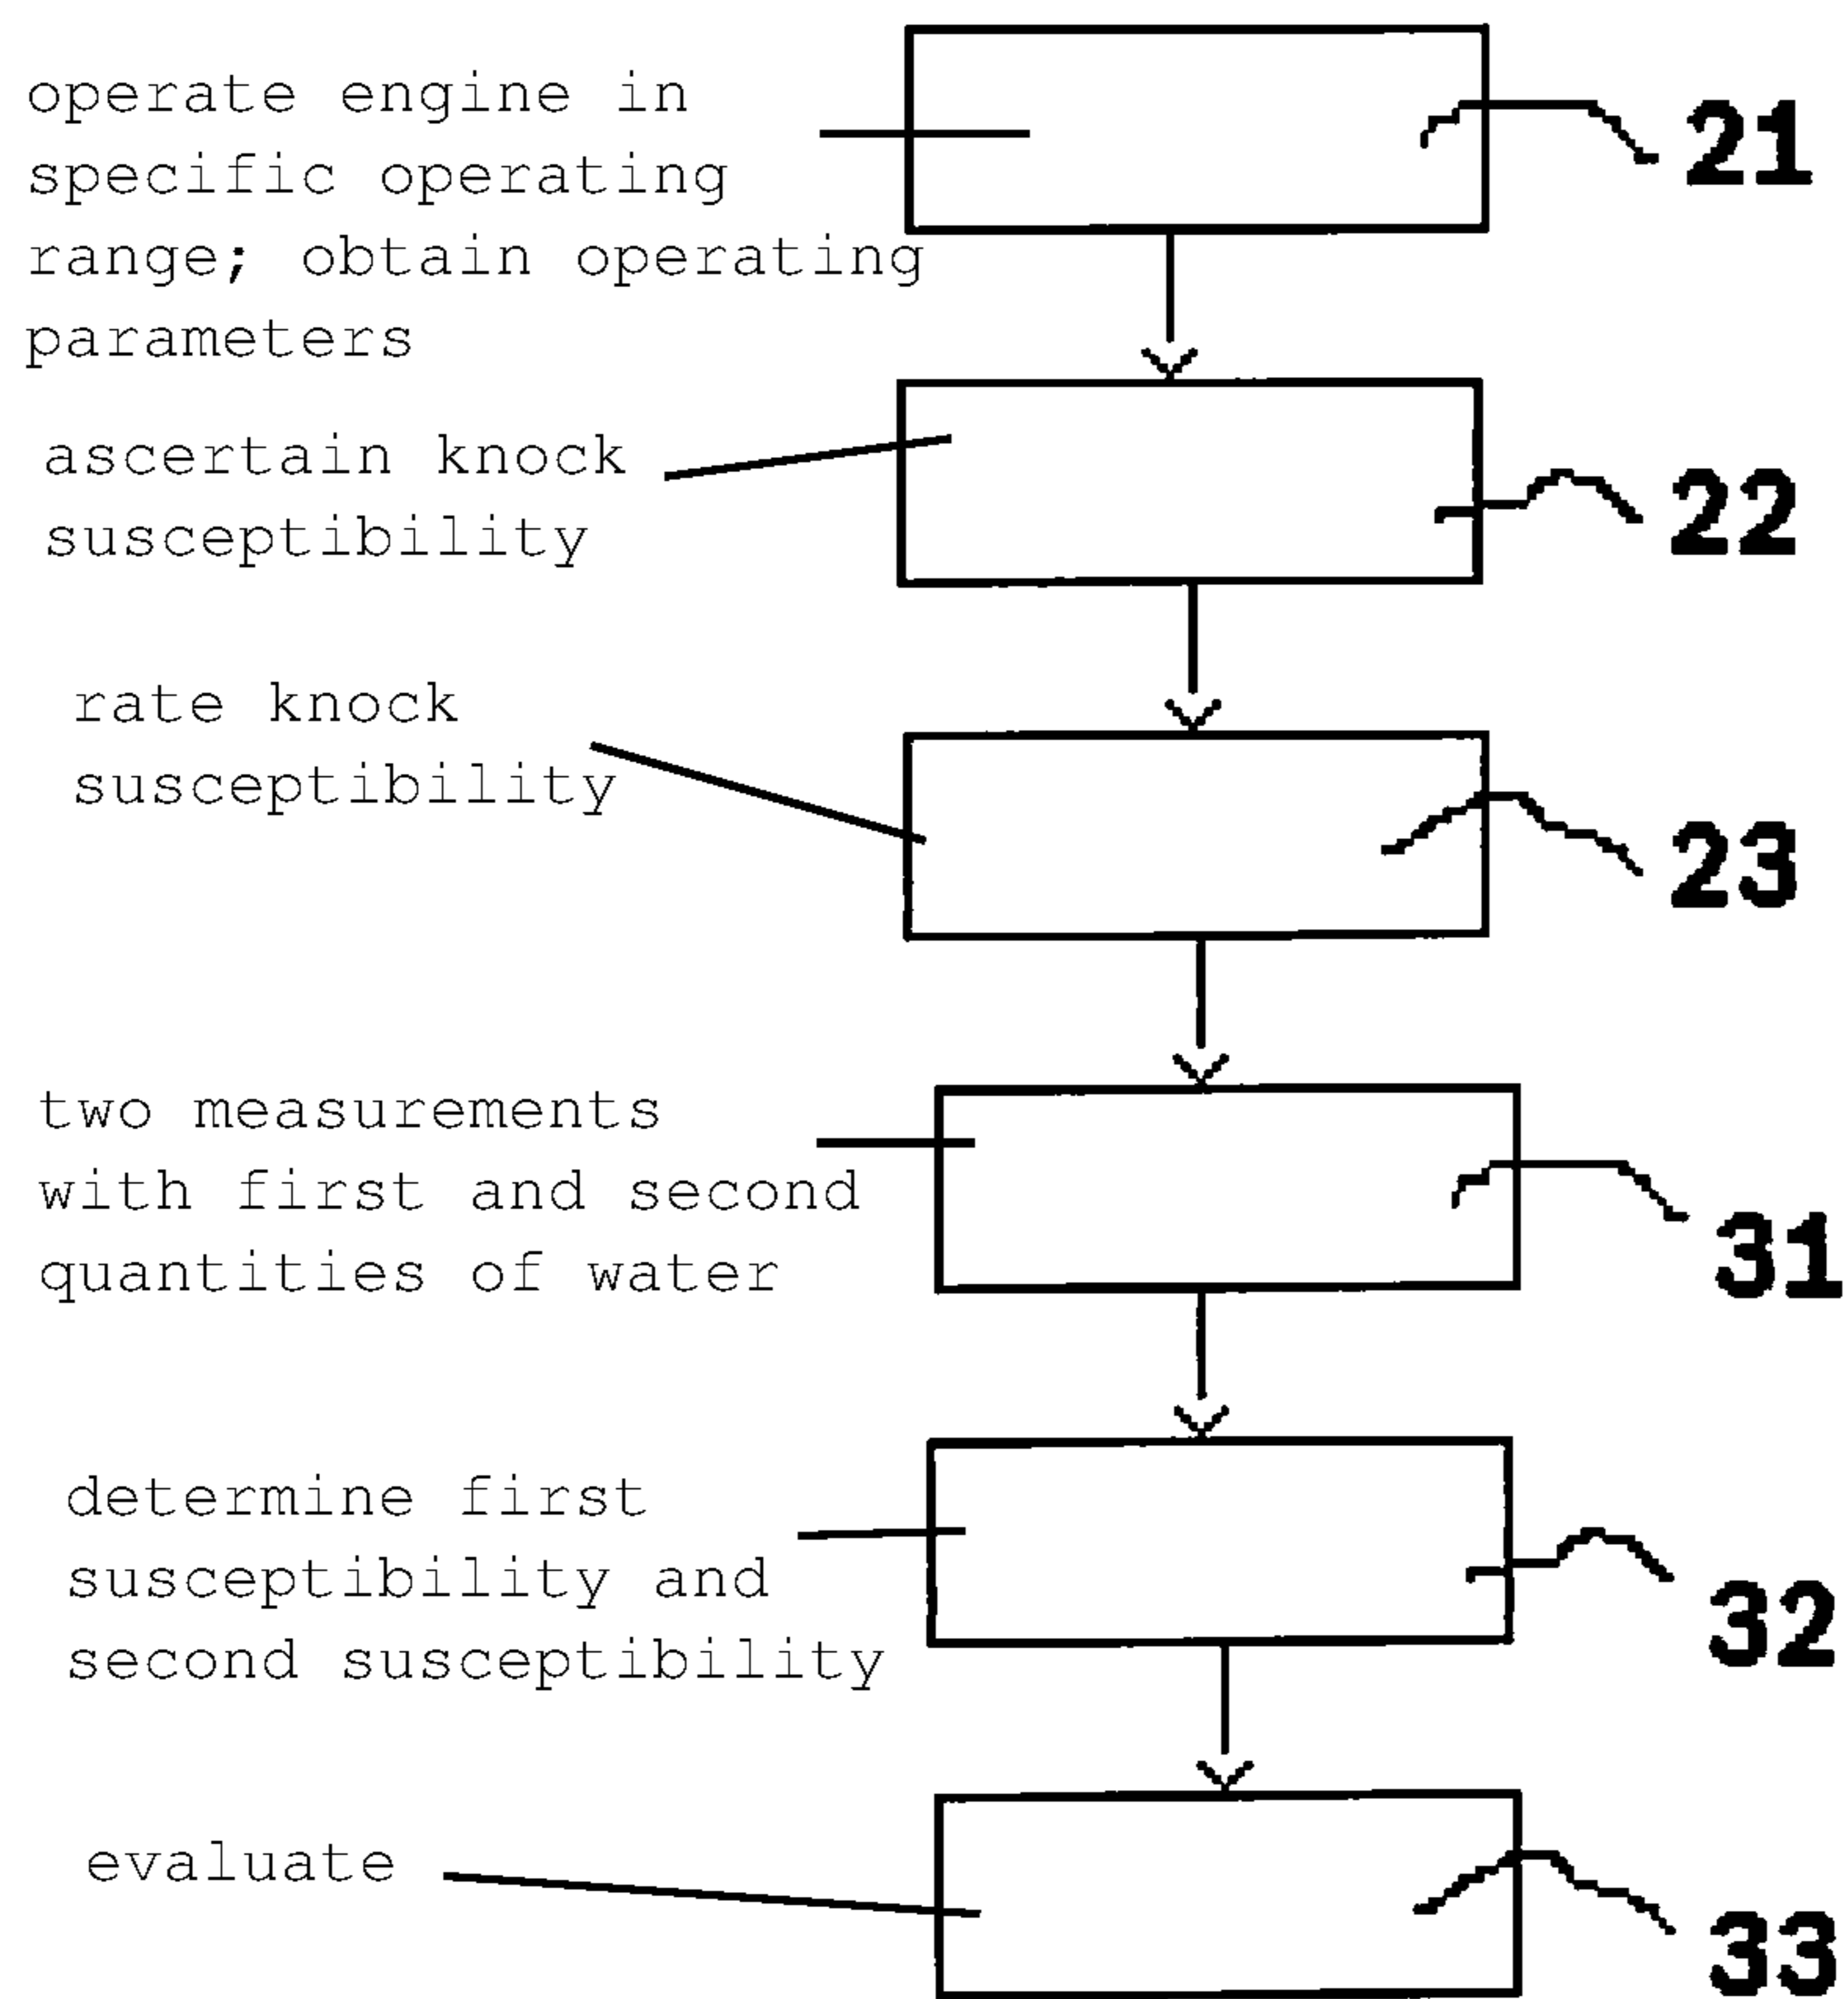 operate engine in
specific operating
range; obtain operating
parameters
21
ascertain knock
susceptibility
22
rate knock
susceptibility
23
two measurements
with first and second
quantities of water
31
determine first
susceptibility and
second susceptibility
32
evaluate
33